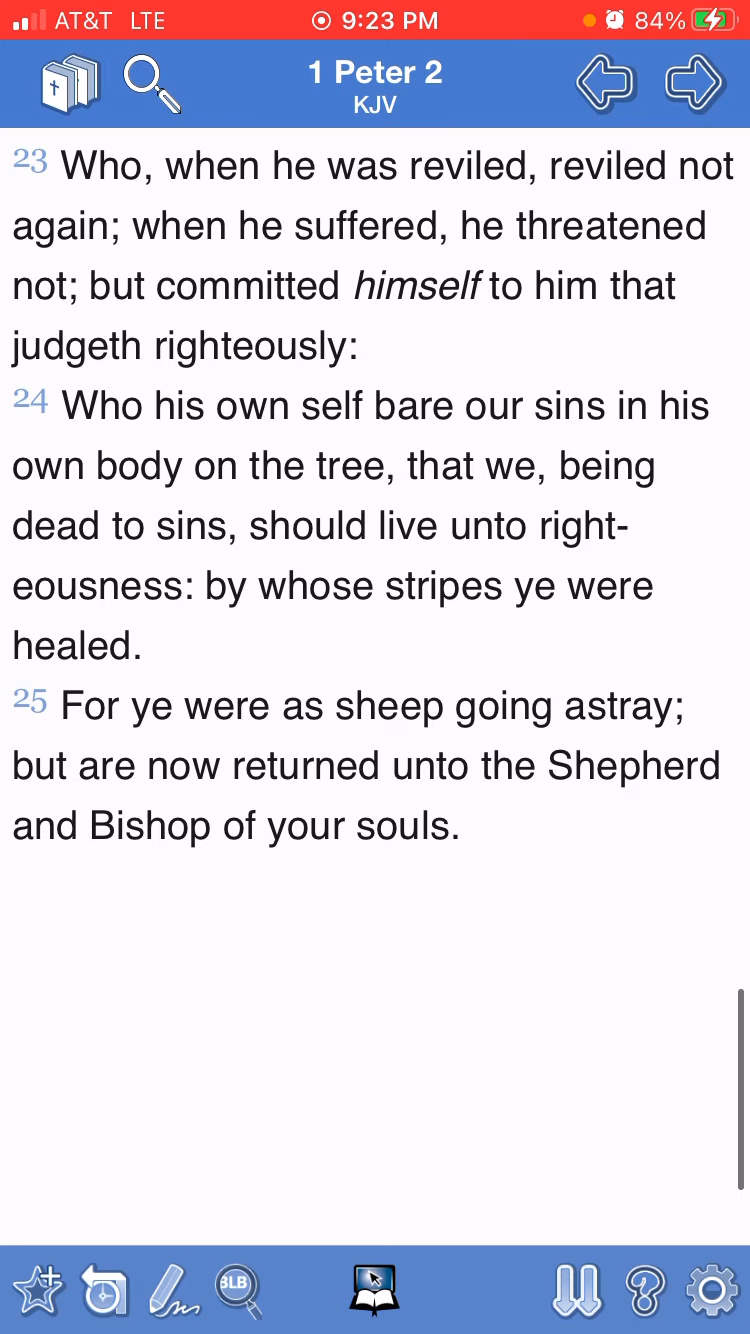 AT&T LTE 9:23 PM 84%
1 Peter 2
KJV
23 Who, when he was reviled, reviled not
again; when he suffered, he threatened
not; but committed himself to him that
judgeth righteously:
24 Who his own self bare our sins in his
own body on the tree, that we, being
dead to sins, should live unto right-
eousness: by whose stripes ye were
healed.
25 For ye were as sheep going astray;
but are now returned unto the Shepherd
and Bishop of your souls.
BLB